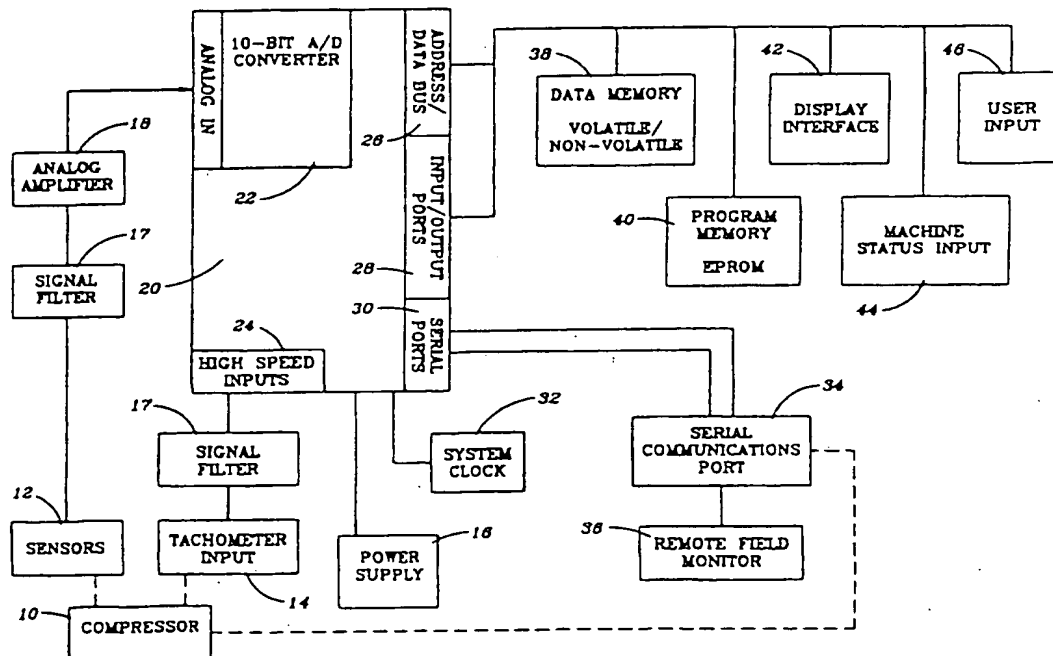 ANALOG IN
10-BIT A/D
CONVERTER
22
20
ADDRESS/
DATA BUS
26
INPUT/OUTPUT
PORTS
28
30
SERIAL
PORTS
24
HIGH SPEED
INPUTS
18
ANALOG
AMPLIFIER
17
SIGNAL
FILTER
12
SENSORS
17
SIGNAL
FILTER
TACHOMETER
INPUT
14
10
COMPRESSOR
32
SYSTEM
CLOCK
16
POWER
SUPPLY
38
DATA MEMORY
VOLATILE/
NON-VOLATILE
42
DISPLAY
INTERFACE
46
USER
INPUT
40
PROGRAM
MEMORY
EPROM
MACHINE
STATUS INPUT
44
34
SERIAL
COMMUNICATIONS
PORT
36
REMOTE FIELD
MONITOR